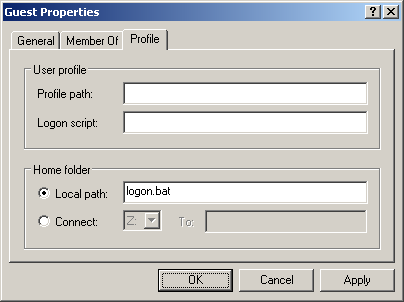 Guest Properties
General Member Of Profile
User profile
Profile path:
Logon script:
Home folder
Local path: logon.bat
Connect: Z: To:
OK Cancel Apply